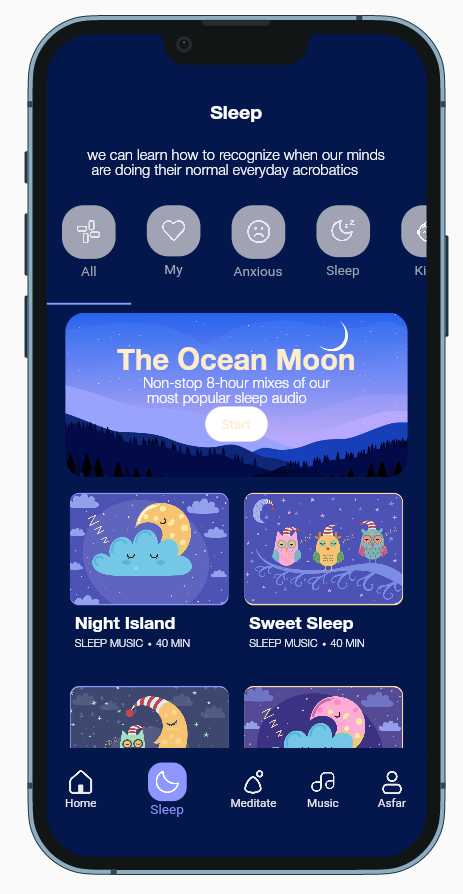 Sleep
we can learn how to recognize when our minds
are doing their normal everyday acrobatics
All
My
Anxious
Sleep
Ki
The Ocean Moon
Non-stop 8-hour mixes of our
most popular sleep audio
Start
Night Island
SLEEP MUSIC • 40 MIN
Sweet Sleep
SLEEP MUSIC • 40 MIN
Home
Sleep
Meditate
Music
Asfar